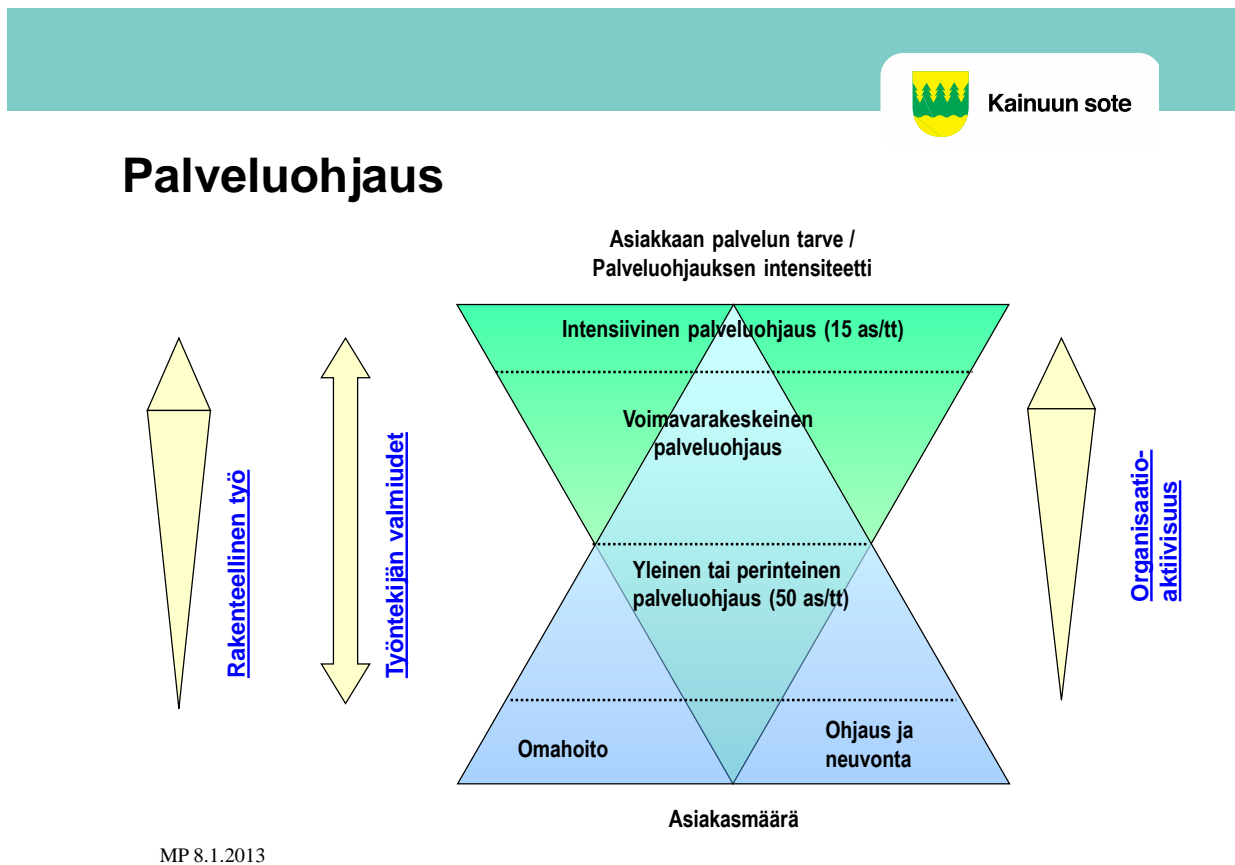 Kainuun sote
Palveluohjaus
Asiakkaan palvelun tarve /
Palveluohjauksen intensiteetti
Intensiivinen palveluohjaus (15 as/tt)
Voimavarakeskeinen
palveluohjaus
Yleinen tai perinteinen
palveluohjaus (50 as/tt)
Omahoito
Ohjaus ja
neuvonta
Asiakasmäärä
Rakenteellinen työ
Työntekijän valmiudet
Organisaatio-
aktiivisuus
MP 8.1.2013